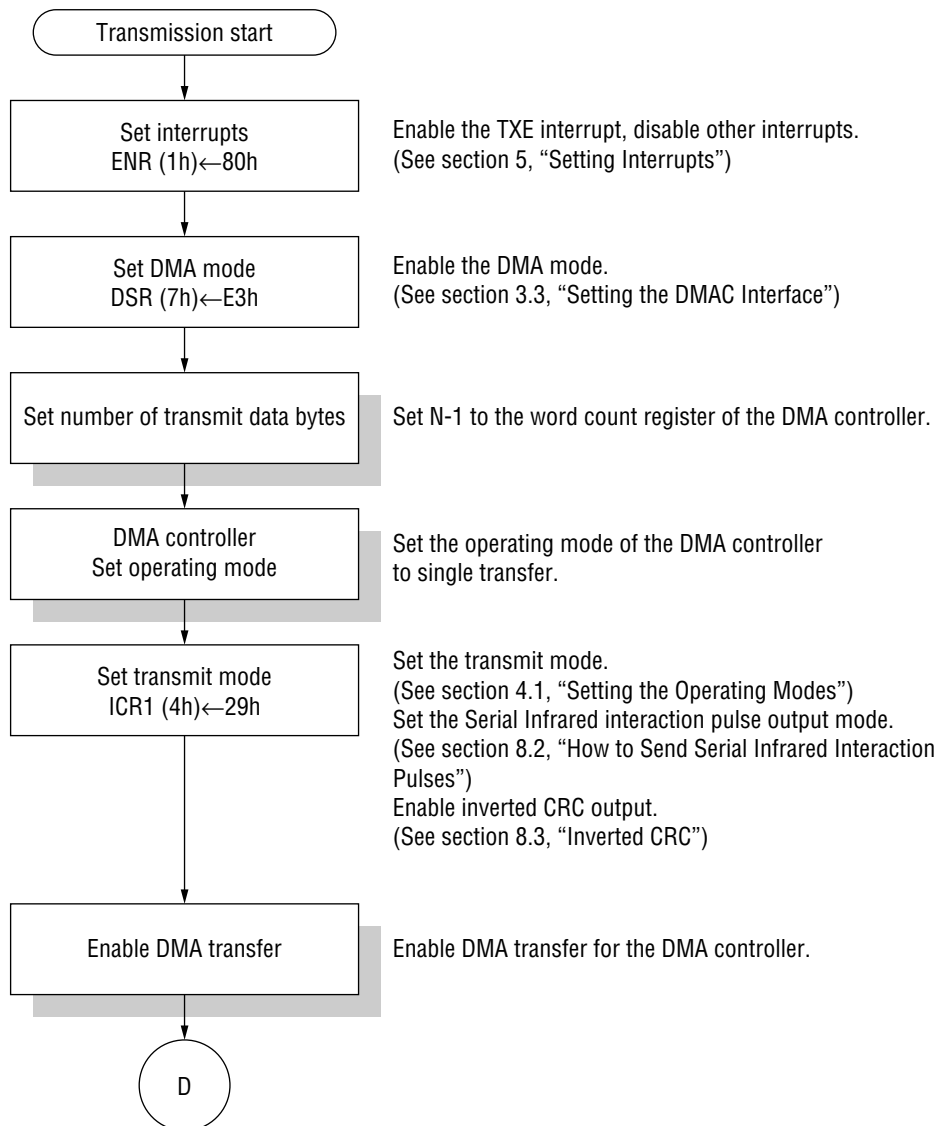 Transmission start
Set interrupts
ENR (1h)←80h
Enable the TXE interrupt, disable other interrupts.
(See section 5, “Setting Interrupts”)
Set DMA mode
DSR (7h)←E3h
Enable the DMA mode.
(See section 3.3, “Setting the DMAC Interface”)
Set number of transmit data bytes
Set N-1 to the word count register of the DMA controller.
DMA controller
Set operating mode
Set the operating mode of the DMA controller
to single transfer.
Set transmit mode
ICR1 (4h)←29h
Set the transmit mode.
(See section 4.1, “Setting the Operating Modes”)
Set the Serial Infrared interaction pulse output mode.
(See section 8.2, “How to Send Serial Infrared Interaction
Pulses”)
Enable inverted CRC output.
(See section 8.3, “Inverted CRC”)
Enable DMA transfer
Enable DMA transfer for the DMA controller.
D